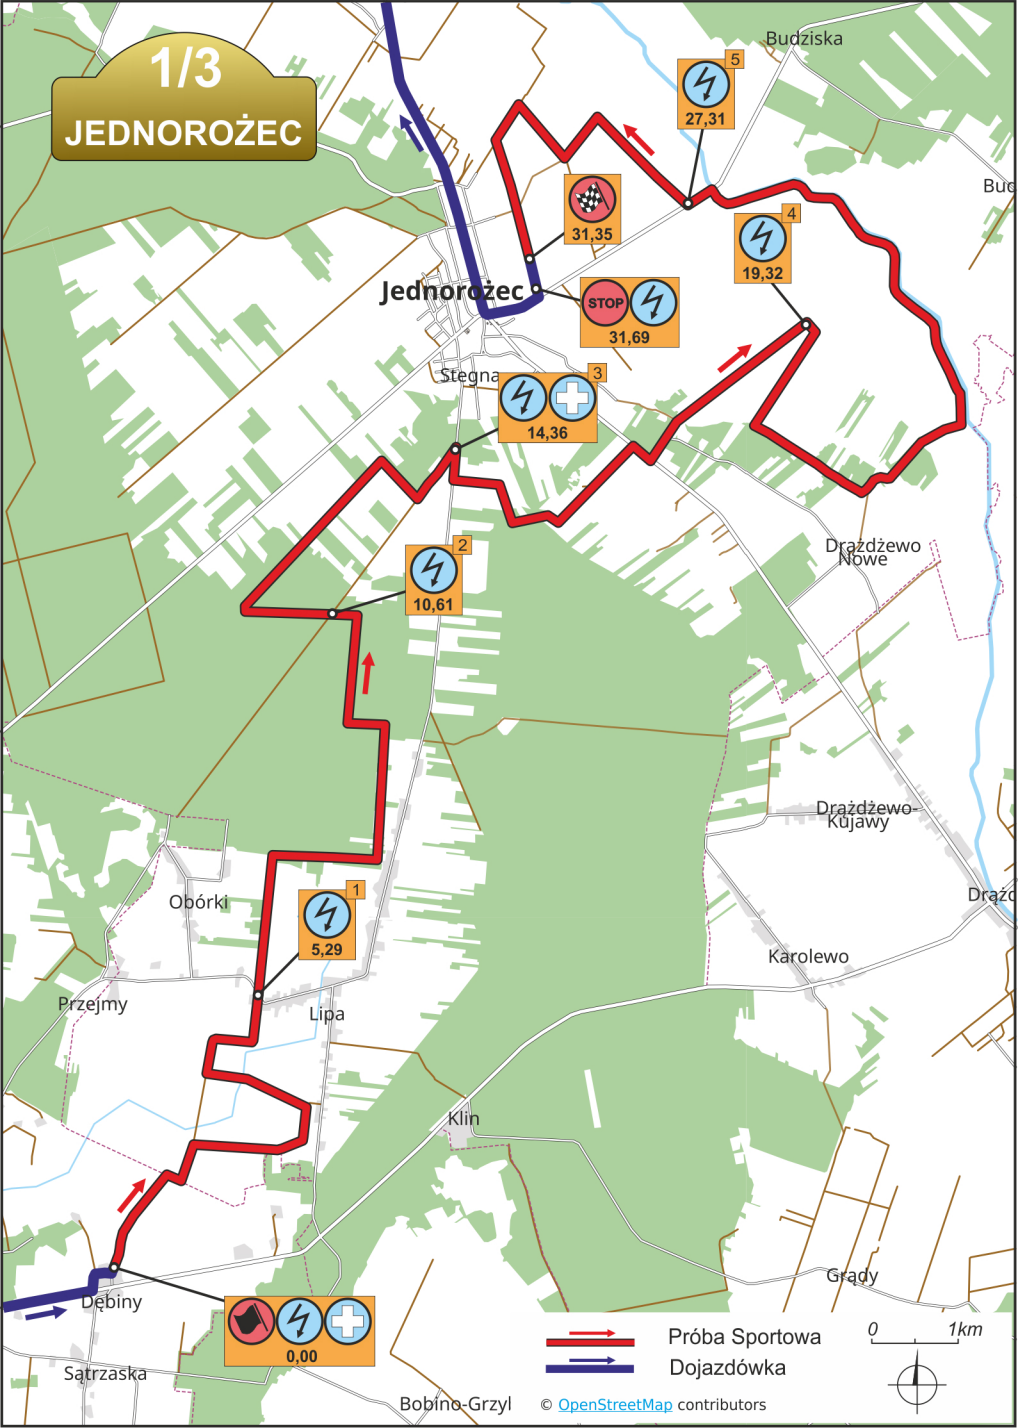 1/3
JEDNOROŻEC
Budziska
5
27,31
Bud
31,35
4
19,32
Jednorożec
STOP
31,69
Stegna
3
14,36
2
10,61
Drążdżewo
Nowe
Drążdżewo-
Kujawy
Obórki
1
5,29
Drążd
Karolewo
Przejmy
Lipa
Klin
Grądy
Dębiny
0,00
Sątrzaska
Bobino-Grzyl
Próba Sportowa
Dojazdówka
0 1km
© OpenStreetMap contributors